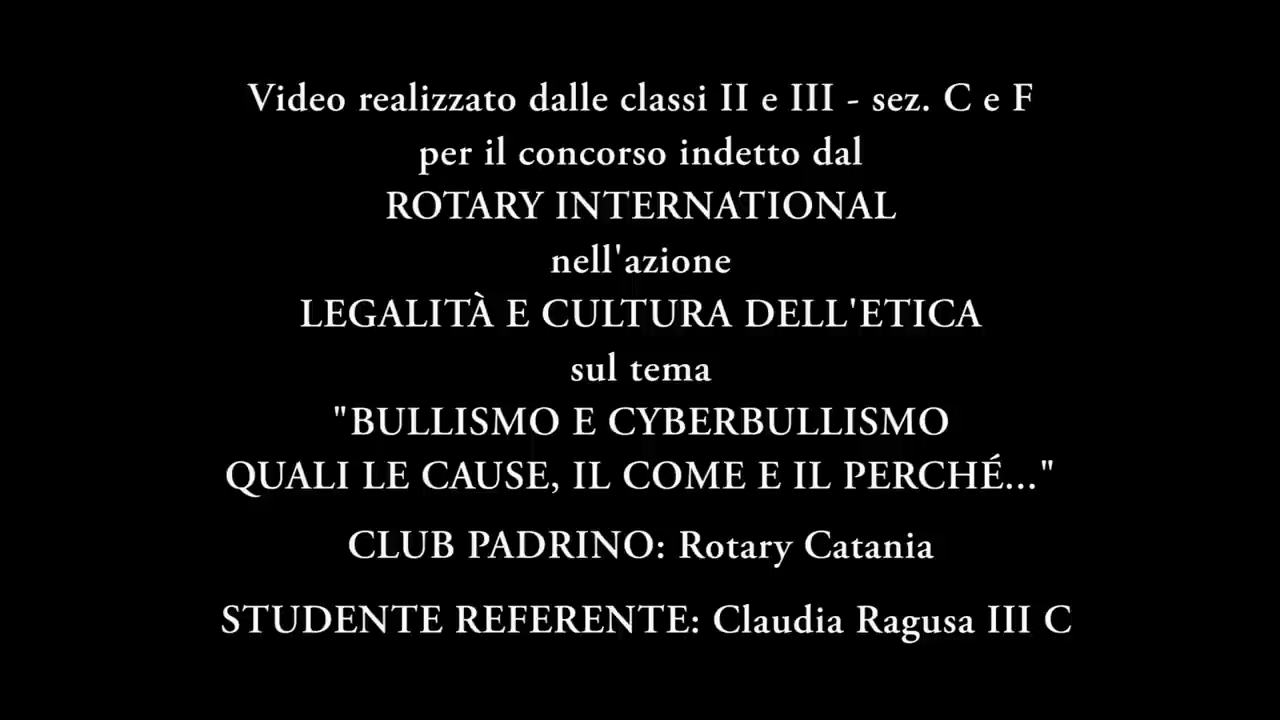 Video realizzato dalle classi II e III - sez. C e F
per il concorso indetto dal
ROTARY INTERNATIONAL
nell'azione
LEGALITÀ E CULTURA DELL'ETICA
sul tema
"BULLISMO E CYBERBULLISMO
QUALI LE CAUSE, IL COME E IL PERCHÉ..."
CLUB PADRINO: Rotary Catania
STUDENTE REFERENTE: Claudia Ragusa III C